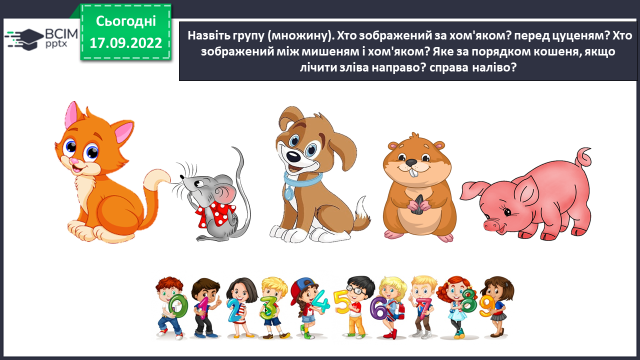 BCIM
pptx
Сьогодні
17.09.2022
Назвіть групу (множину). Хто зображений за хом'яком? перед цуценям? Хто
зображений між мишеням і хом'яком? Яке за порядком кошеня, якщо
лічити зліва направо? справа наліво?
0 1 2 3 4 5 6 7 8 9